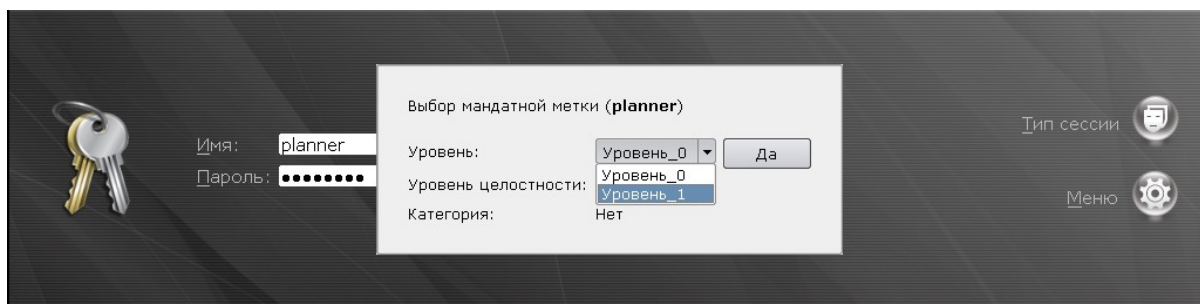 Имя: planner
Пароль: ••••••••
Выбор мандатной метки (planner)
Уровень: Уровень_0 Да
Уровень_0
Уровень целостности:
Уровень_1
Категория: Нет
Тип сессии
Меню